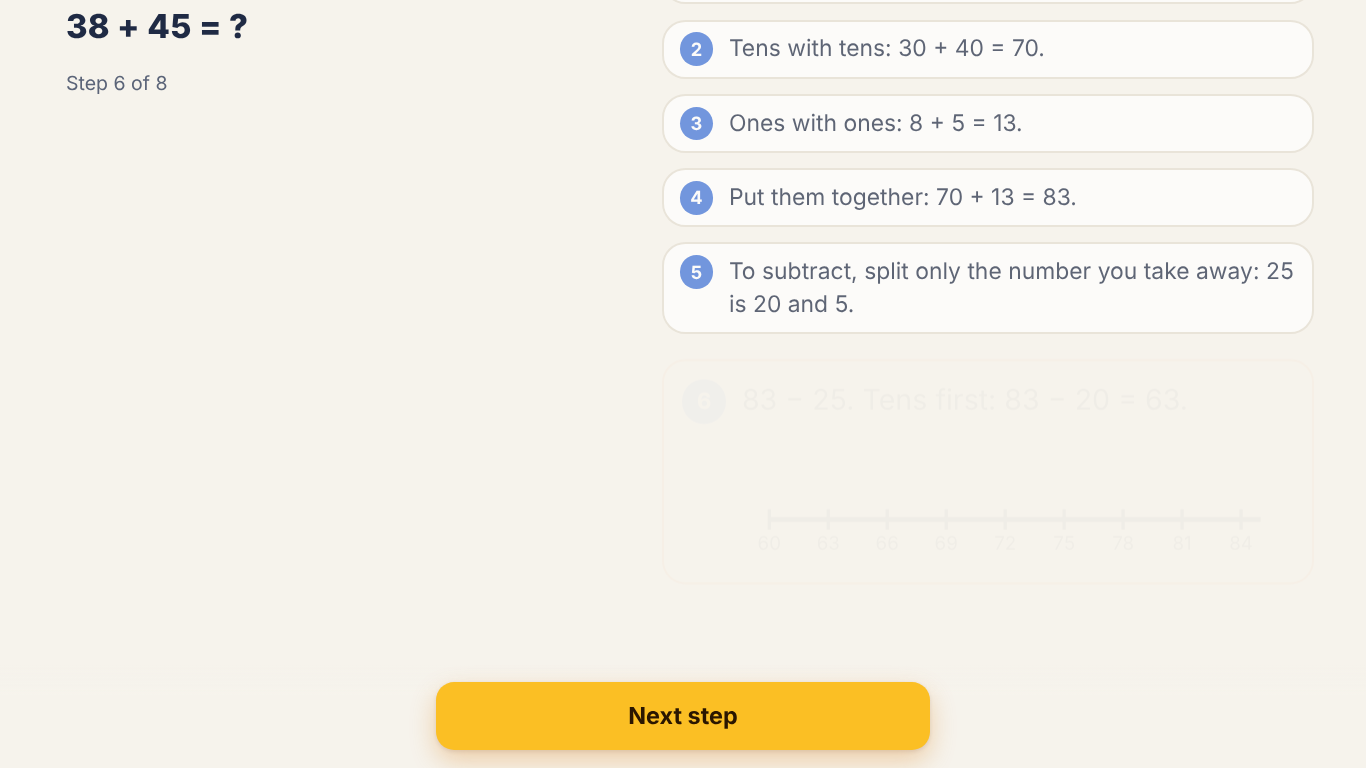 38 + 45 = ?
Step 6 of 8
2 Tens with tens: 30 + 40 = 70.
3 Ones with ones: 8 + 5 = 13.
4 Put them together: 70 + 13 = 83.
5 To subtract, split only the number you take away: 25
is 20 and 5.
6 83 − 25. Tens first: 83 − 20 = 63.
60 63 66 69 72 75 78 81 84
Next step